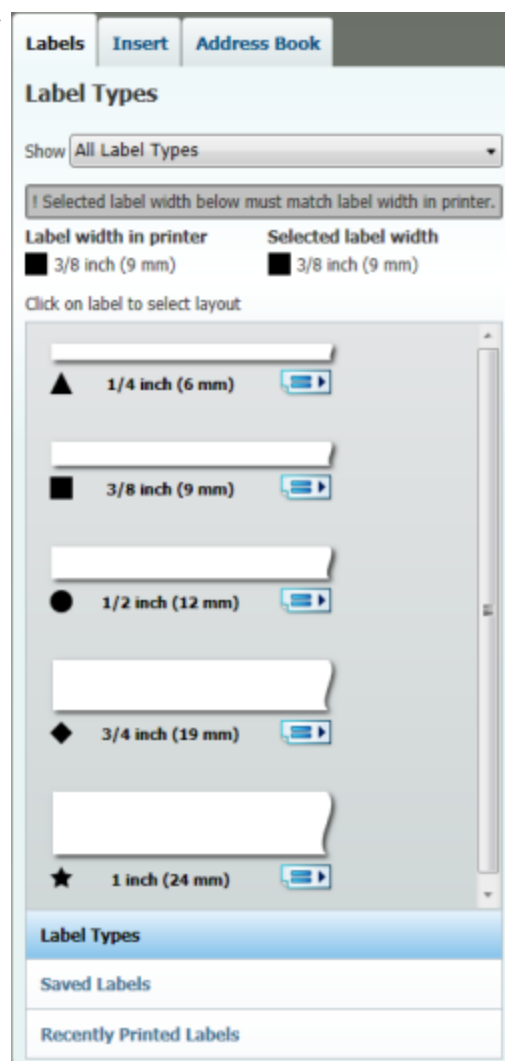 Labels Insert Address Book
Label Types
Show All Label Types
! Selected label width below must match label width in printer.
Label width in printer Selected label width
3/8 inch (9 mm) 3/8 inch (9 mm)
Click on label to select layout
1/4 inch (6 mm)
3/8 inch (9 mm)
1/2 inch (12 mm)
3/4 inch (19 mm)
1 inch (24 mm)
Label Types
Saved Labels
Recently Printed Labels